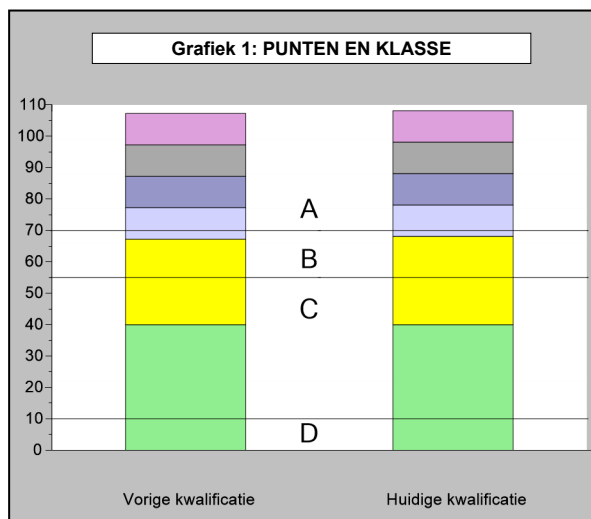 Grafiek 1: PUNTEN EN KLASSE
110
100
90
80
A
70
B
60
50
C
40
30
20
10
D
0
Vorige kwalificatie Huidige kwalificatie